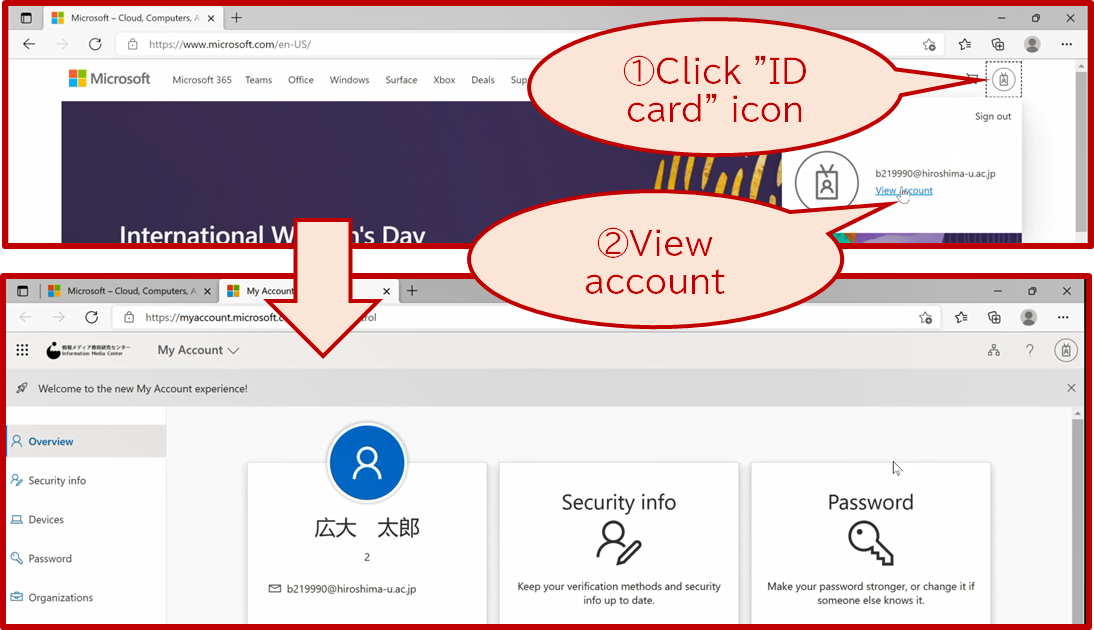 Microsoft – Cloud, Computers, A
https://www.microsoft.com/en-US/
Microsoft
Microsoft 365 Teams Office Windows Surface Xbox Deals Sup
①Click ”ID
card” icon
Sign out
b219990@hiroshima-u.ac.jp
View account
International W n's Day
②View
account
Microsoft – Cloud, Computers, A
My Account
https://myaccount.microsoft.c rol
情報メディア教育研究センター
Information Media Center
My Account
?
Welcome to the new My Account experience!
Overview
Security info
Devices
Password
Organizations
広大 太郎
2
b219990@hiroshima-u.ac.jp
Security info
Keep your verification methods and security
info up to date.
Password
Make your password stronger, or change it if
someone else knows it.